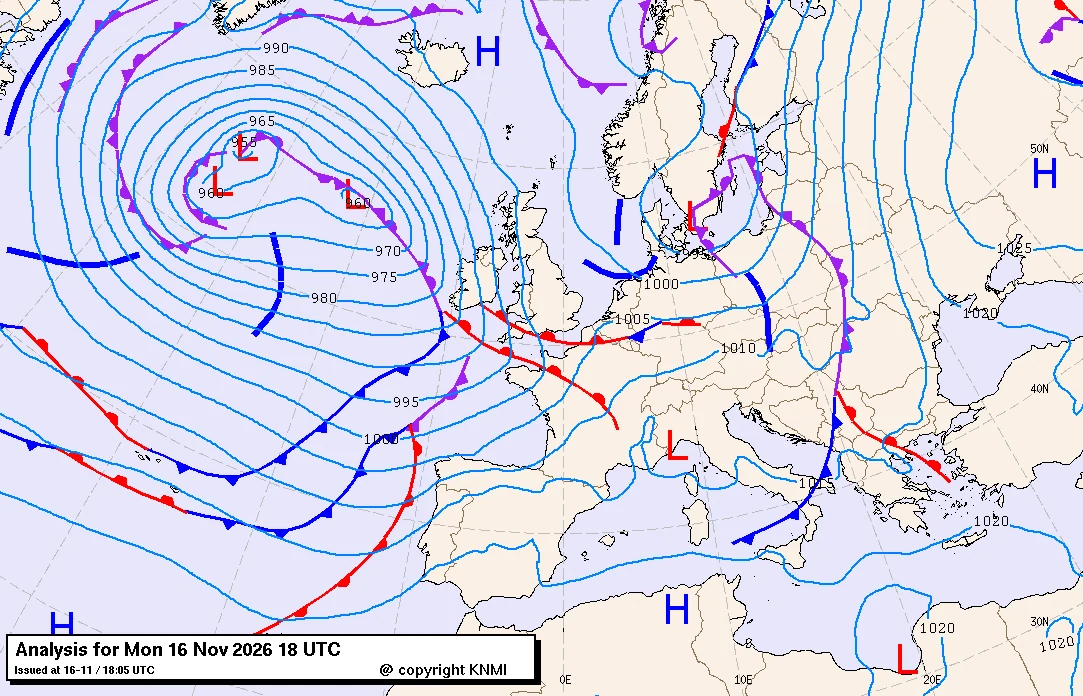 H
990
985
965
955
L
50N
H
L
960
L
960
L
970
995
1025
975
1000
980
1020
1005
1010
40N
995
1000
L
1015
1020
H
H
1020
30N
1020
L
0E
10E
20E
Analysis for Mon 16 Nov 2026 18 UTC
Issued at 16-11 / 18:05 UTC
@ copyright KNMI